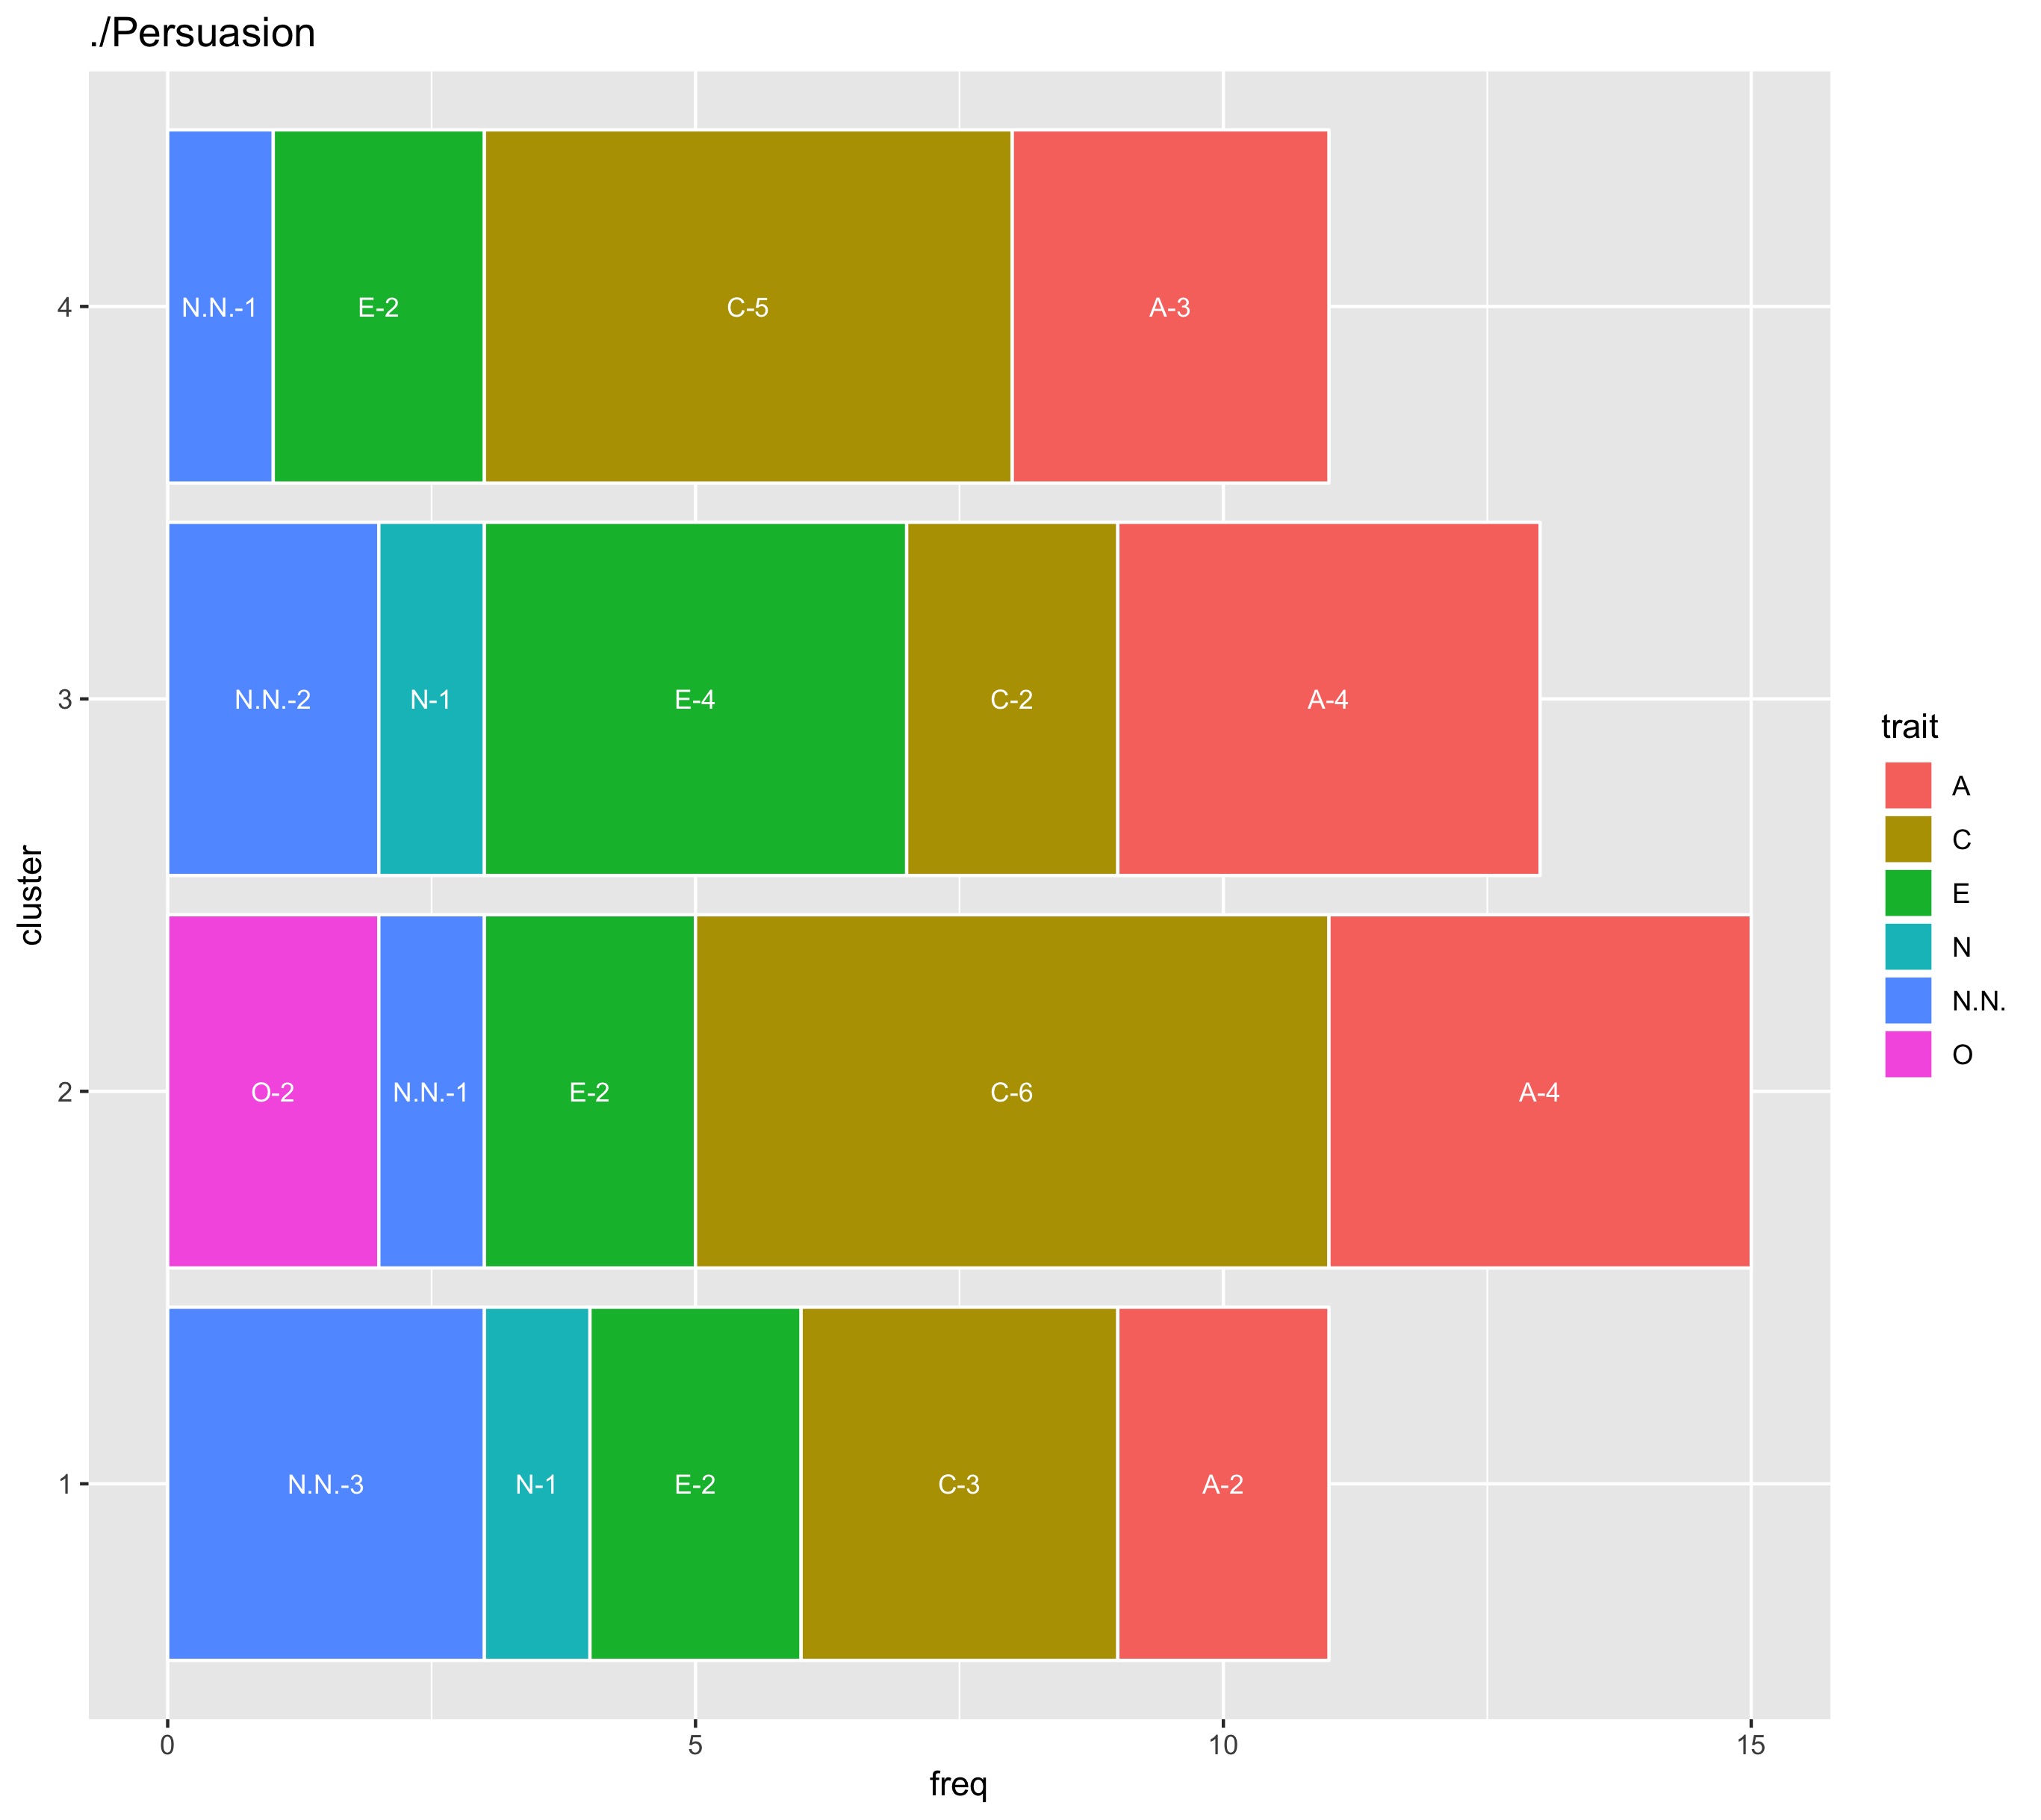 ./Persuasion
4
N.N.-1 E-2 C-5 A-3
3
N.N.-2 N-1 E-4 C-2 A-4
2
O-2 N.N.-1 E-2 C-6 A-4
1
N.N.-3 N-1 E-2 C-3 A-2
cluster
0 5 10 15
freq
trait
A
C
E
N
N.N.
O